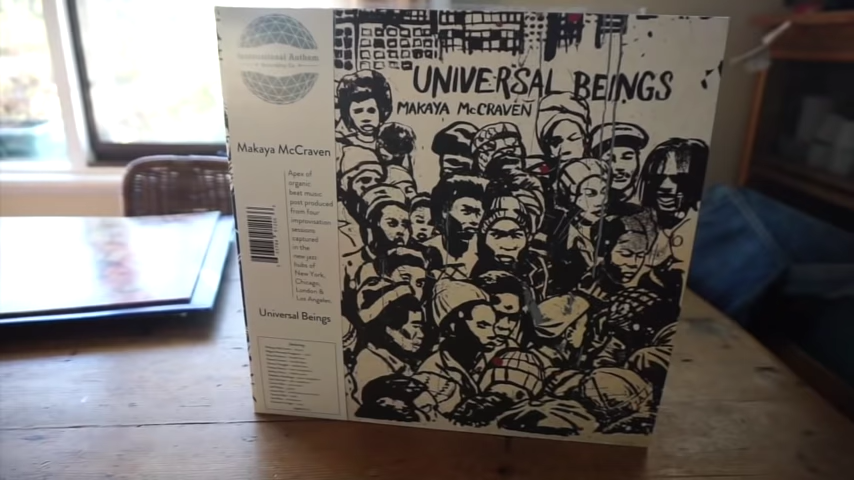 International Anthem
UNIVERSAL BEINGS
MAKAYA McCRAVEN
Makaya McCraven
Apex of
organic
beat music
post produced
from four
improvisation
sessions
captured
in the
new jazz
hubs of
New York,
Chicago,
London &
Los Angeles
Universal Beings